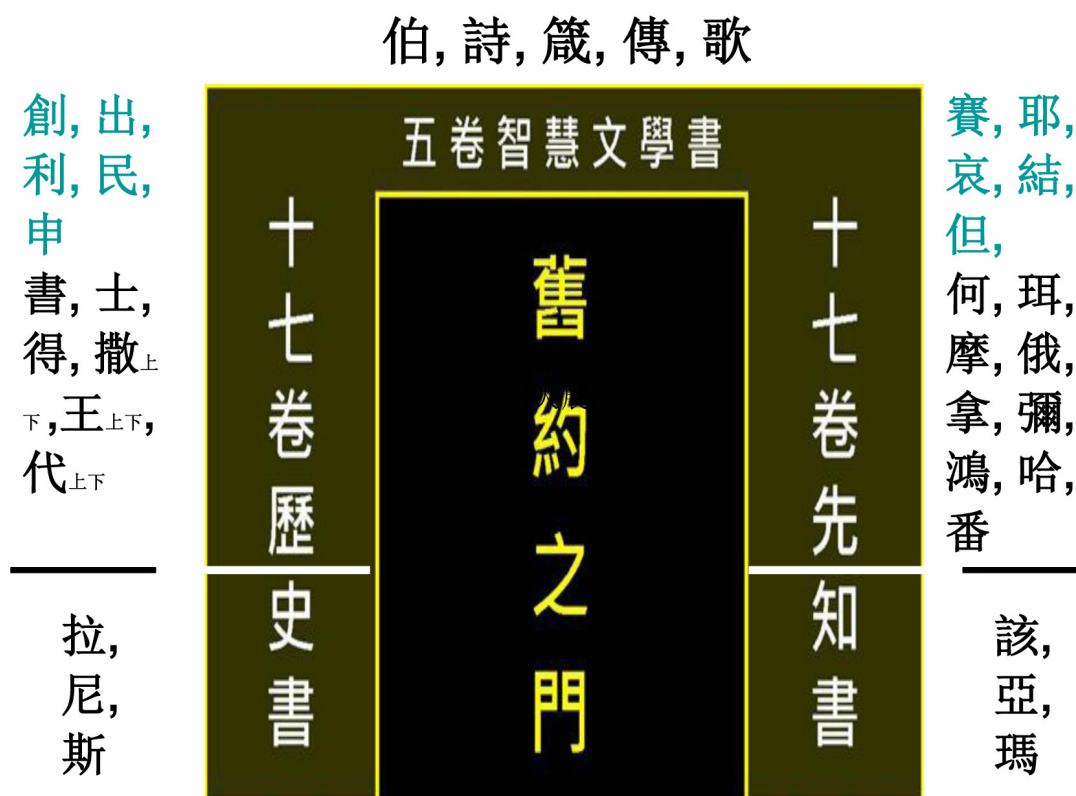 伯, 詩, 箴, 傳, 歌
五卷智慧文學書
創, 出,
利, 民,
申
書, 士,
得, 撒上
下,王上下,
代上下
拉,
尼,
斯
十七卷歷史書
舊約之門
十七卷先知書
賽, 耶,
哀, 結,
但,
何, 珥,
摩, 俄,
拿, 彌,
鴻, 哈,
番
該,
亞,
瑪